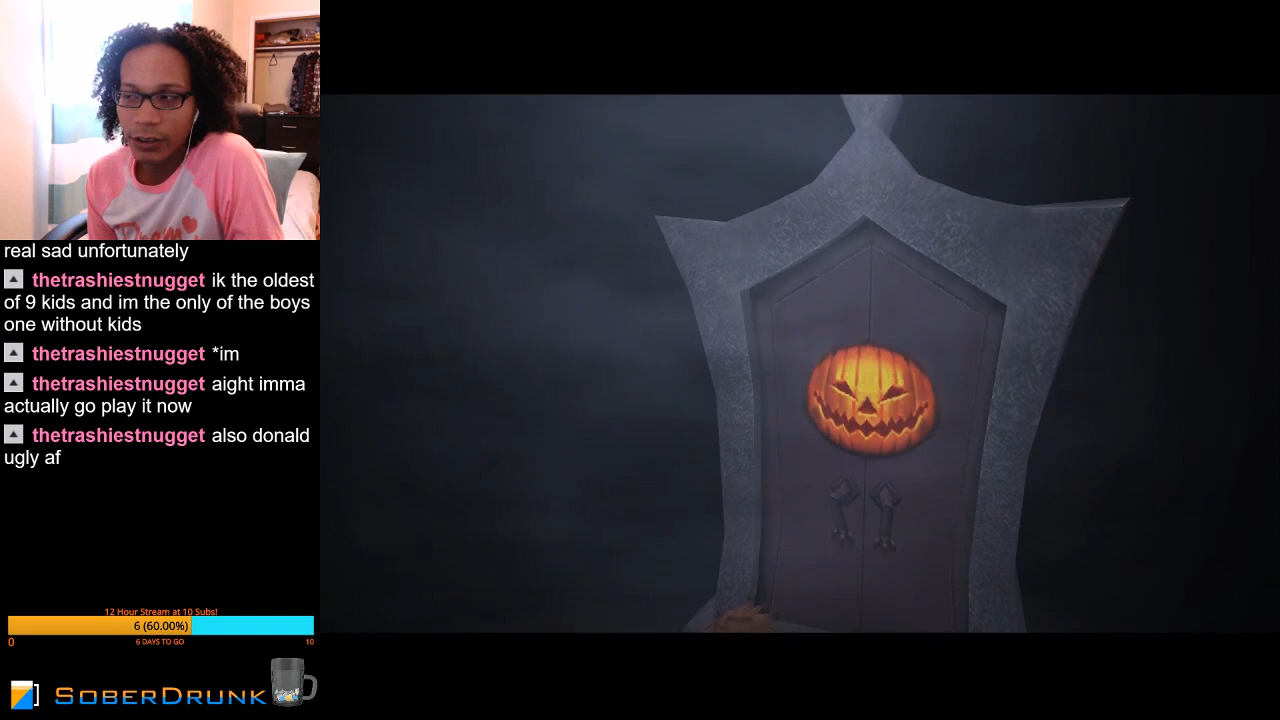 real sad unfortunately
thetrashiestnugget ik the oldest
of 9 kids and im the only of the boys
one without kids
thetrashiestnugget *im
thetrashiestnugget aight imma
actually go play it now
thetrashiestnugget also donald
ugly af
12 Hour Stream at 10 Subs!
6 (60.00%)
0 6 DAYS TO GO 10
SOBERDRUNK